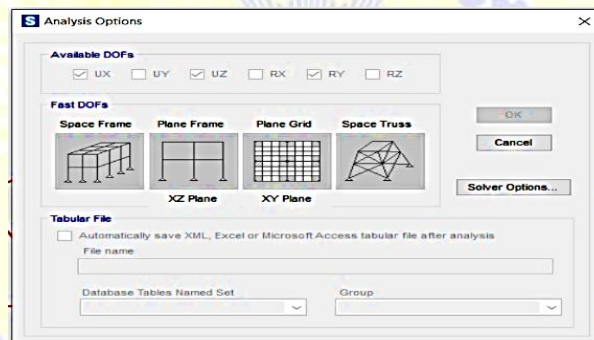 S Analysis Options
Available DOFs
UX UY UZ RX RY RZ
Fast DOFs
Space Frame Plane Frame Plane Grid Space Truss
XZ Plane XY Plane
OK
Cancel
Solver Options...
Tabular File
Automatically save XML, Excel or Microsoft Access tabular file after analysis
File name
Database Tables Named Set Group